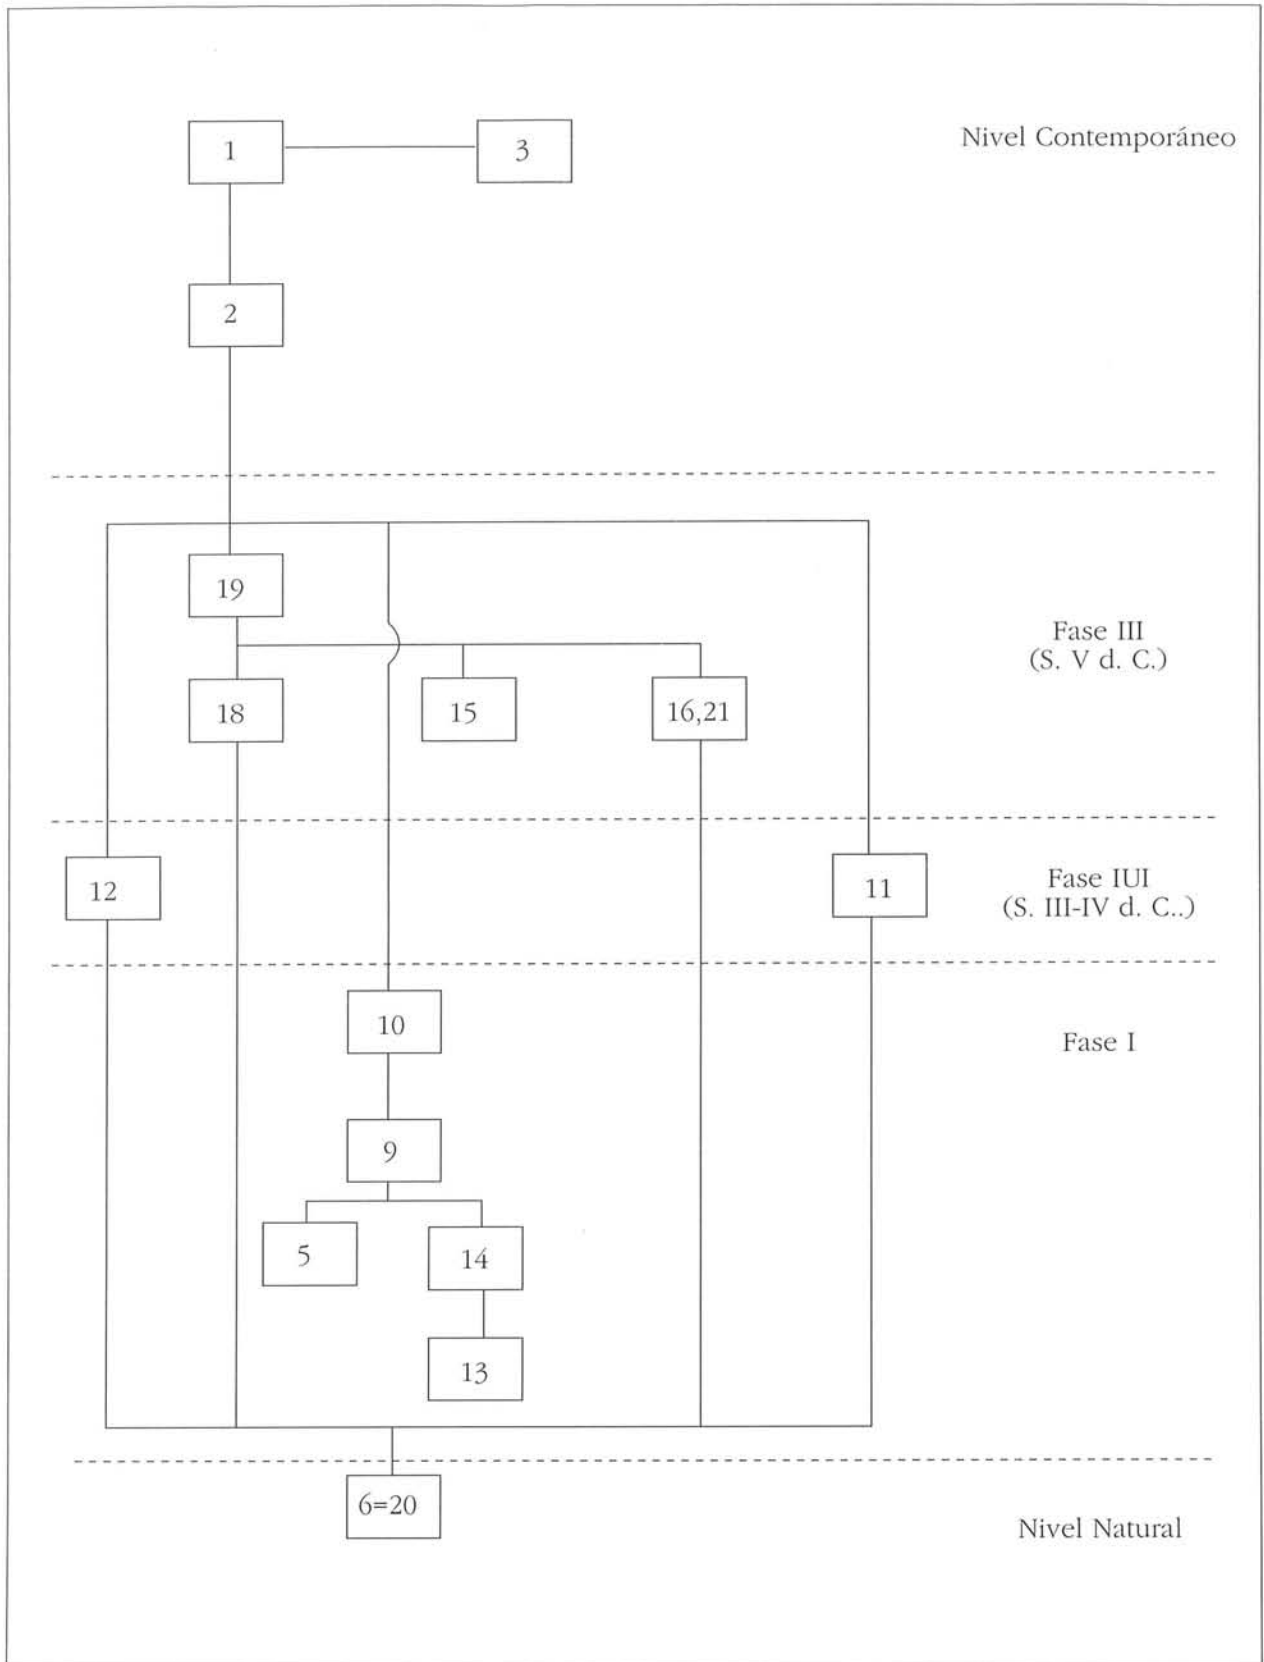 1
3
Nivel Contemporáneo
2
19
Fase III
(S. V d. C.)
18
15
16,21
12
11
Fase IUI
(S. III-IV d. C..)
10
Fase I
9
5
14
13
6=20
Nivel Natural